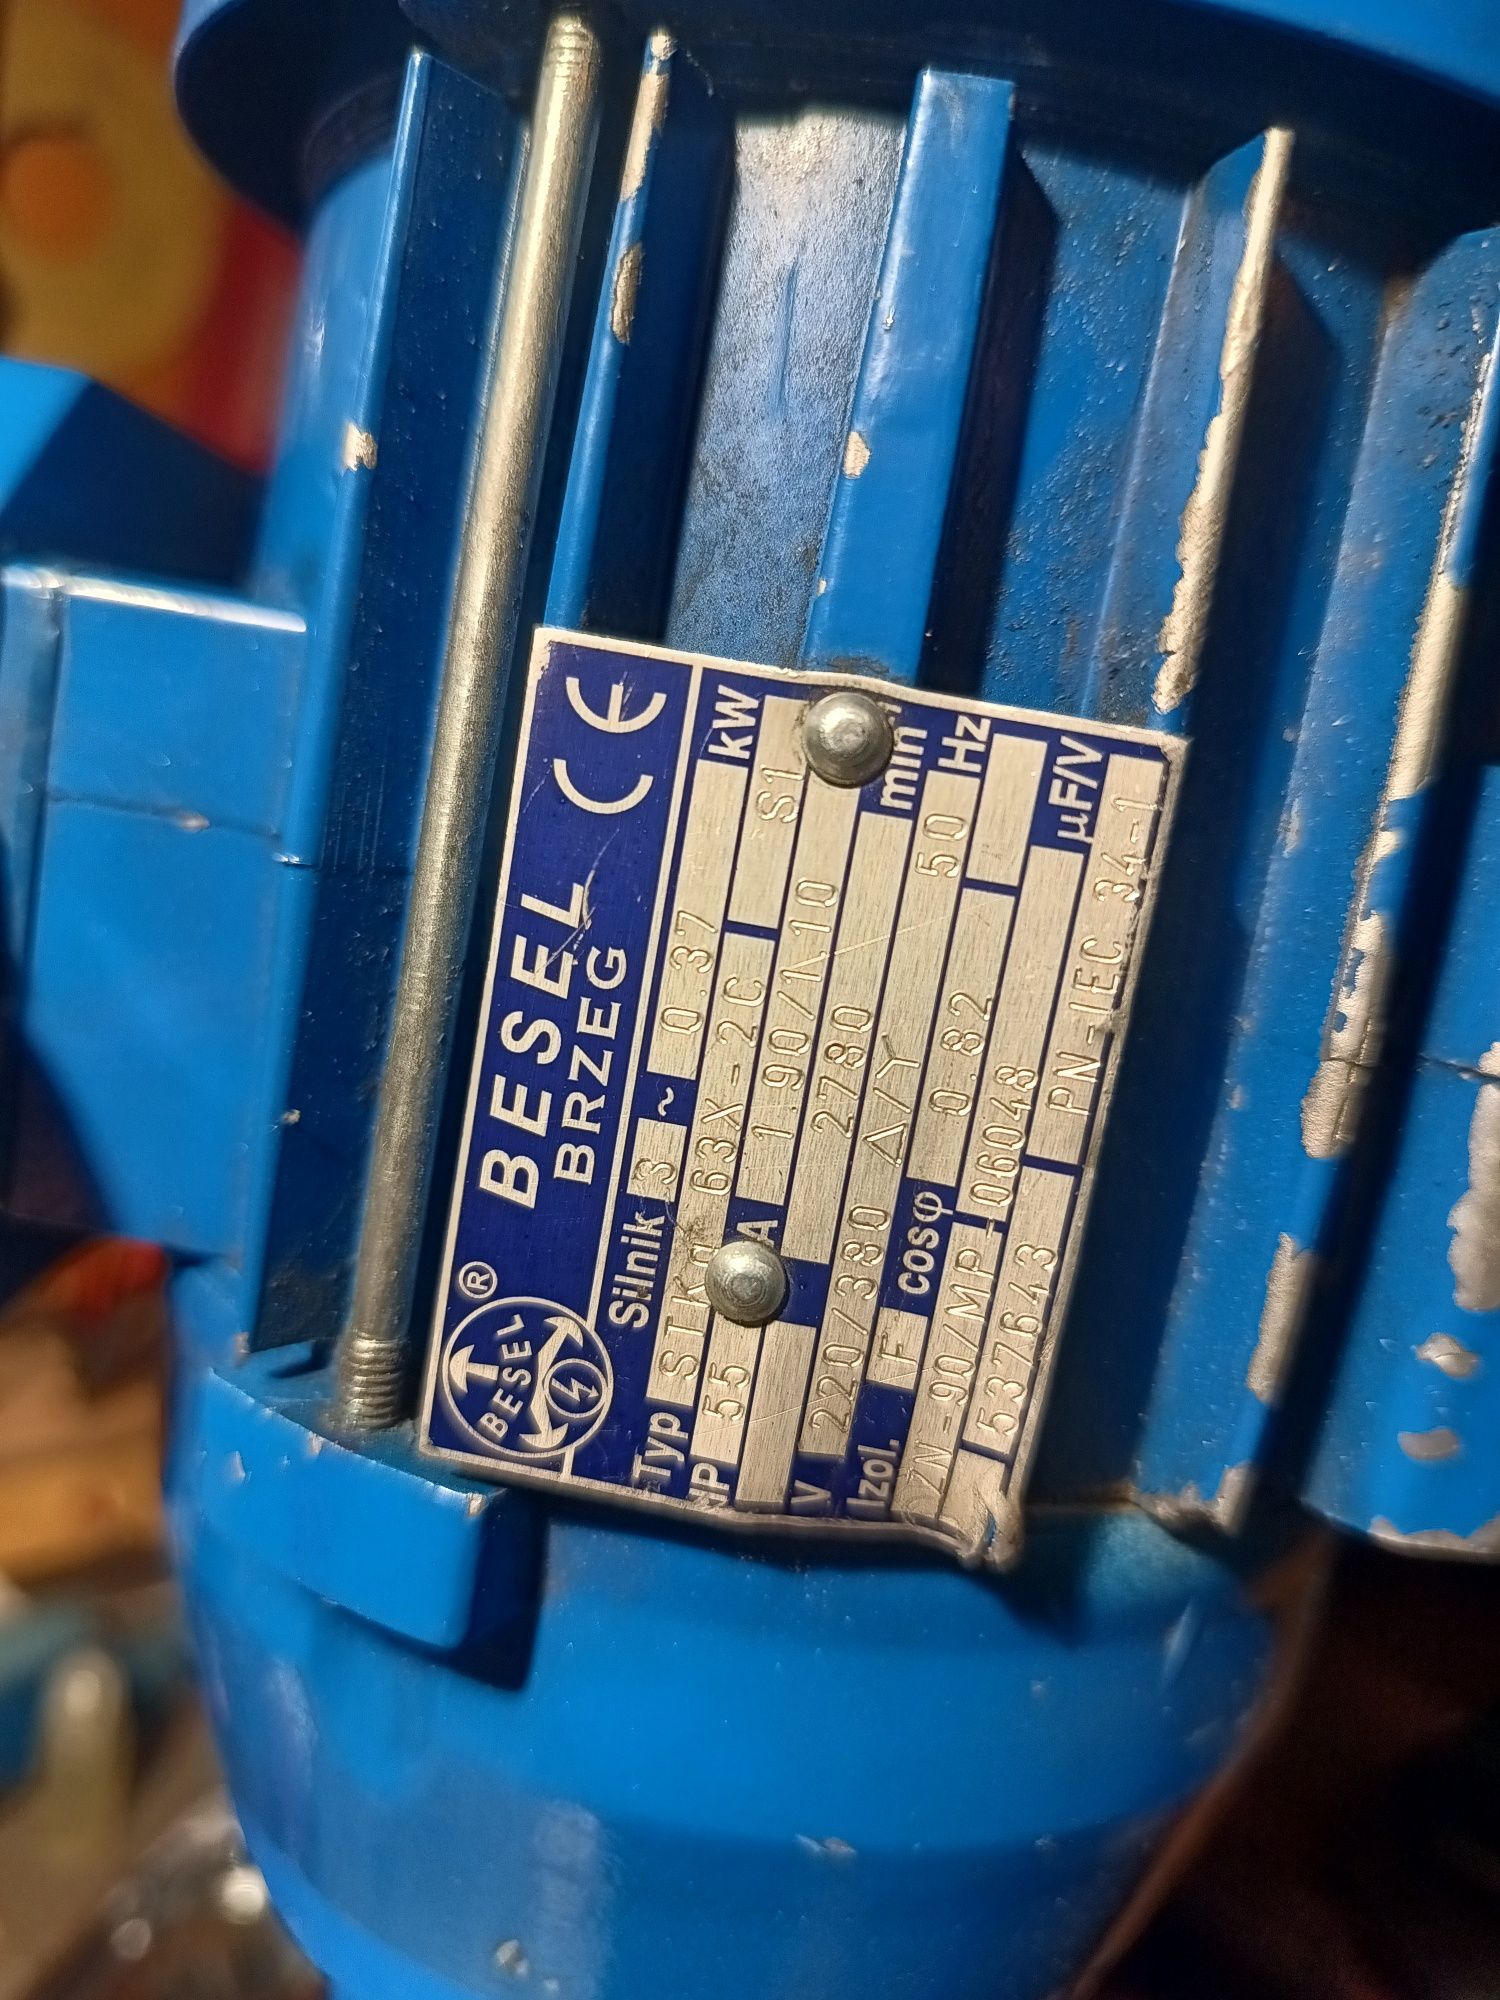 BESEL ® BESEL CE
BRZEG
Silnik 3 ~ 0.37 kW
Typ SIKg 63X-2C S1
IP 55 A 1.90/1.10
2780 min
V 220/380 Δ/Y 50 Hz
Izol. F cosφ 0.82
-90/MP-06048 µF/V
537643 PN-IEC 34-1